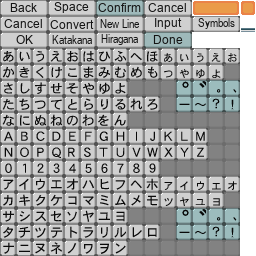 Back Space Confirm Cancel
Cancel Convert New Line Input Symbols
OK Katakana Hiragana Done
あいうえおはひふへほぁぃぅぇぉ
かきくけこまみむめもっゃゅょ
さしすせそやゆよ ゛゜。、
たちつてとらりるれろ ー～？！
なにぬねのわをん
ABCDEFGHIJKLM
NOPQRSTUVWXYZ
0123456789
アイウエオハヒフヘホァィゥェォ
カキクケコマミムメモッャュョ
サシスセソヤユヨ ゛゜。、
タチツテトラリルレロ ー～？！
ナニヌネノワヲン